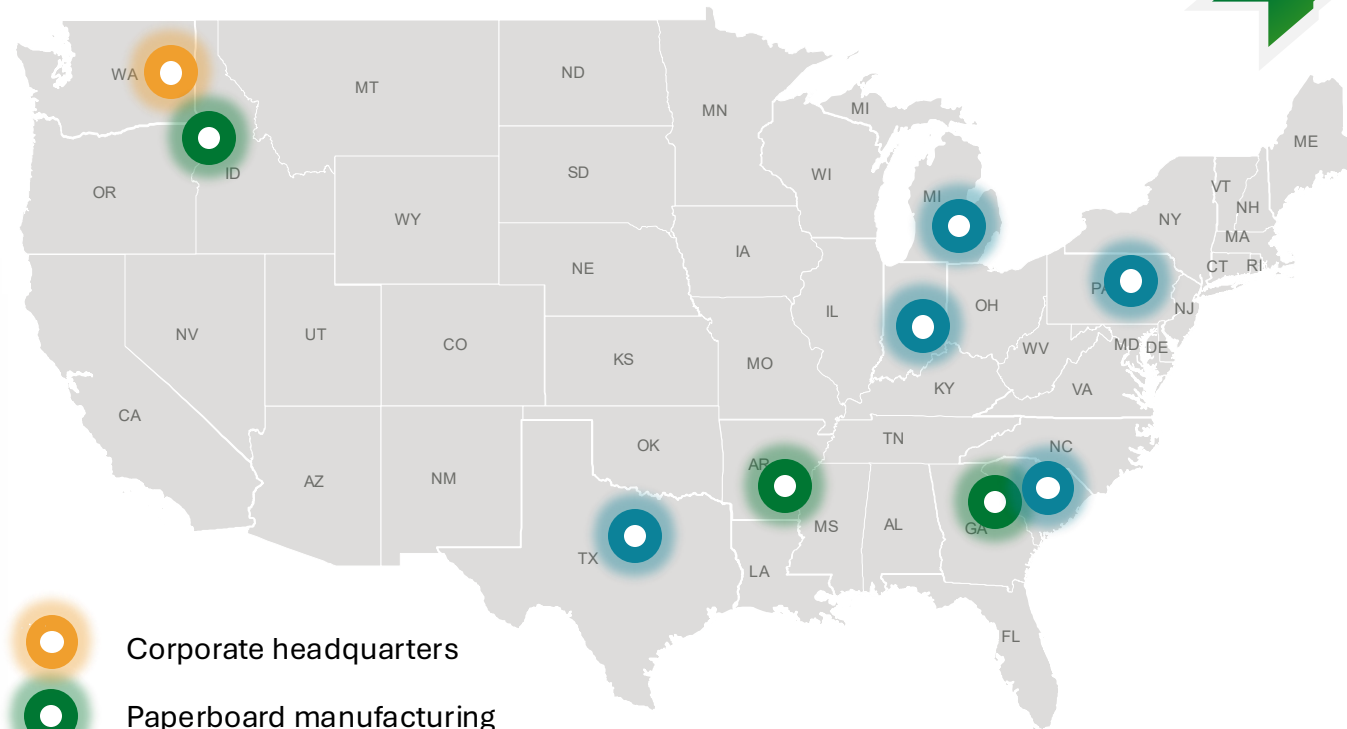 WA
MT
ND
MN
MI
ME
OR
ID
SD
WI
MI
VT
NH
NY
WY
MA
IA
CT
RI
NE
PA
NV
UT
CO
IL
OH
NJ
KS
MO
WV
MD
DE
KY
VA
CA
TN
NC
OK
AZ
NM
AR
GA
MS
AL
TX
LA
FL
Corporate headquarters
Paperboard manufacturing